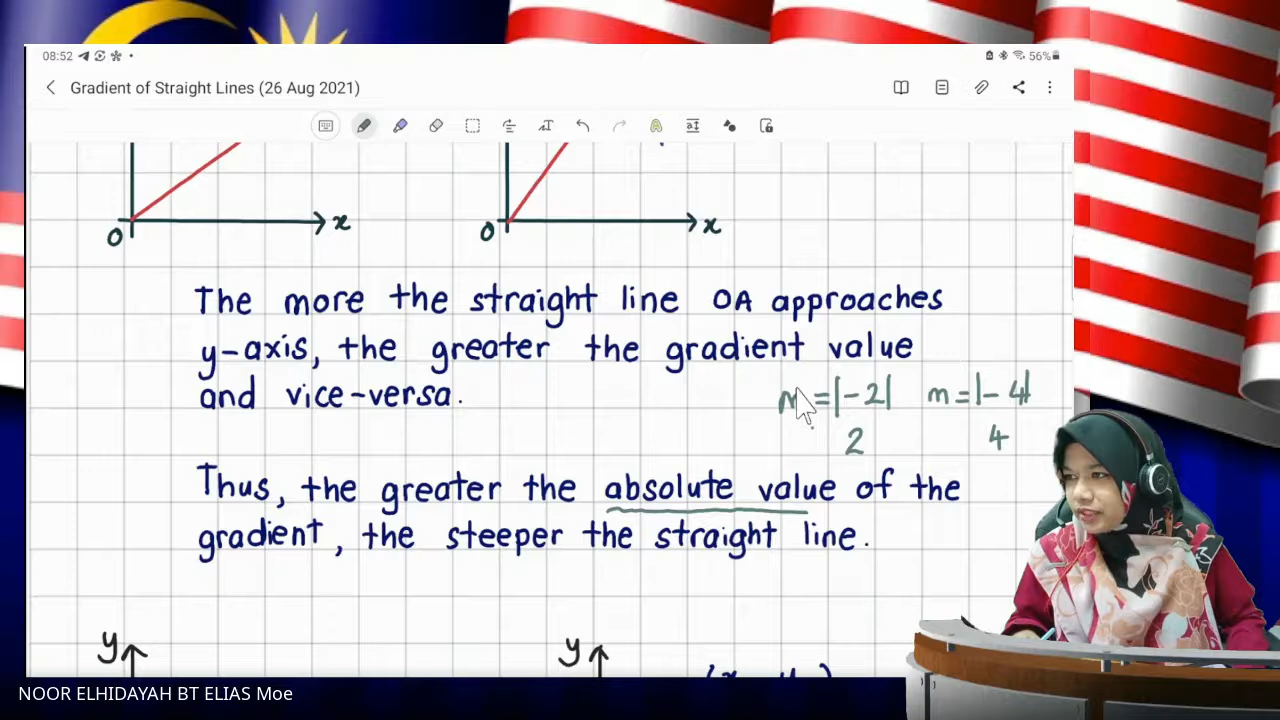 08:52
56%
Gradient of Straight Lines (26 Aug 2021)
0 x
0 x
The more the straight line OA approaches
y-axis, the greater the gradient value
and vice-versa.
m =|-2| m =|-4|
2 4
Thus, the greater the absolute value of the
gradient, the steeper the straight line.
y y
NOOR ELHIDAYAH BT ELIAS Moe